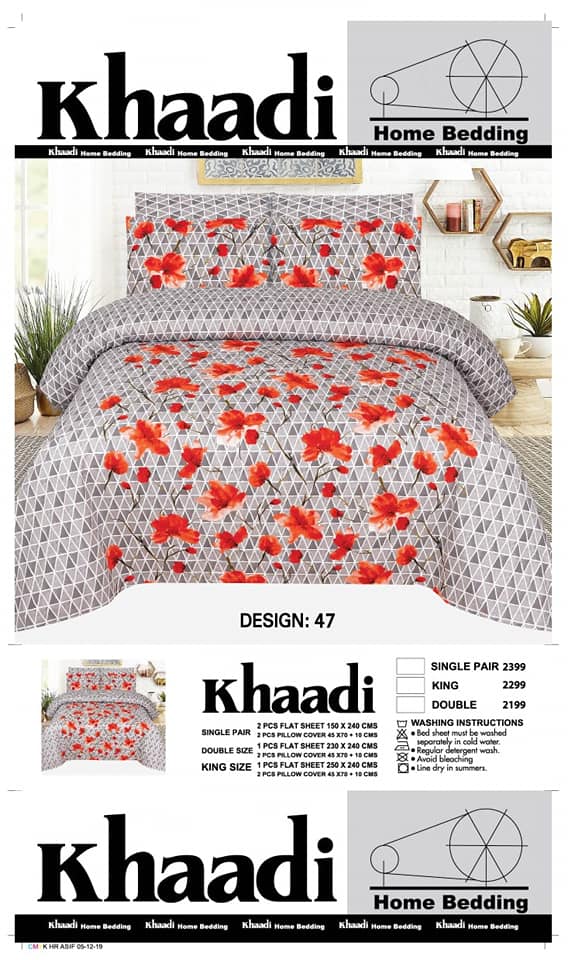 Khaadi
Home Bedding
Khaadi Home Bedding Khaadi Home Bedding Khaadi Home Bedding Khaadi Home Bedding Khaadi Home Bedding
DESIGN: 47
Khaadi
SINGLE PAIR 2 PCS FLAT SHEET 150 X 240 CMS
2 PCS PILLOW COVER 45 X70 + 10 CMS
DOUBLE SIZE 1 PCS FLAT SHEET 230 X 240 CMS
2 PCS PILLOW COVER 45 X70 + 10 CMS
KING SIZE 1 PCS FLAT SHEET 250 X 240 CMS
2 PCS PILLOW COVER 45 X70 + 10 CMS
SINGLE PAIR 2399
KING 2299
DOUBLE 2199
WASHING INSTRUCTIONS
• Bed sheet must be washed
separately in cold water.
• Regular detergent wash.
• Avoid bleaching
• Line dry in summers.
Khaadi
Home Bedding
Khaadi Home Bedding Khaadi Home Bedding Khaadi Home Bedding Khaadi Home Bedding Khaadi Home Bedding
CMYK HR ASIF 05-12-19